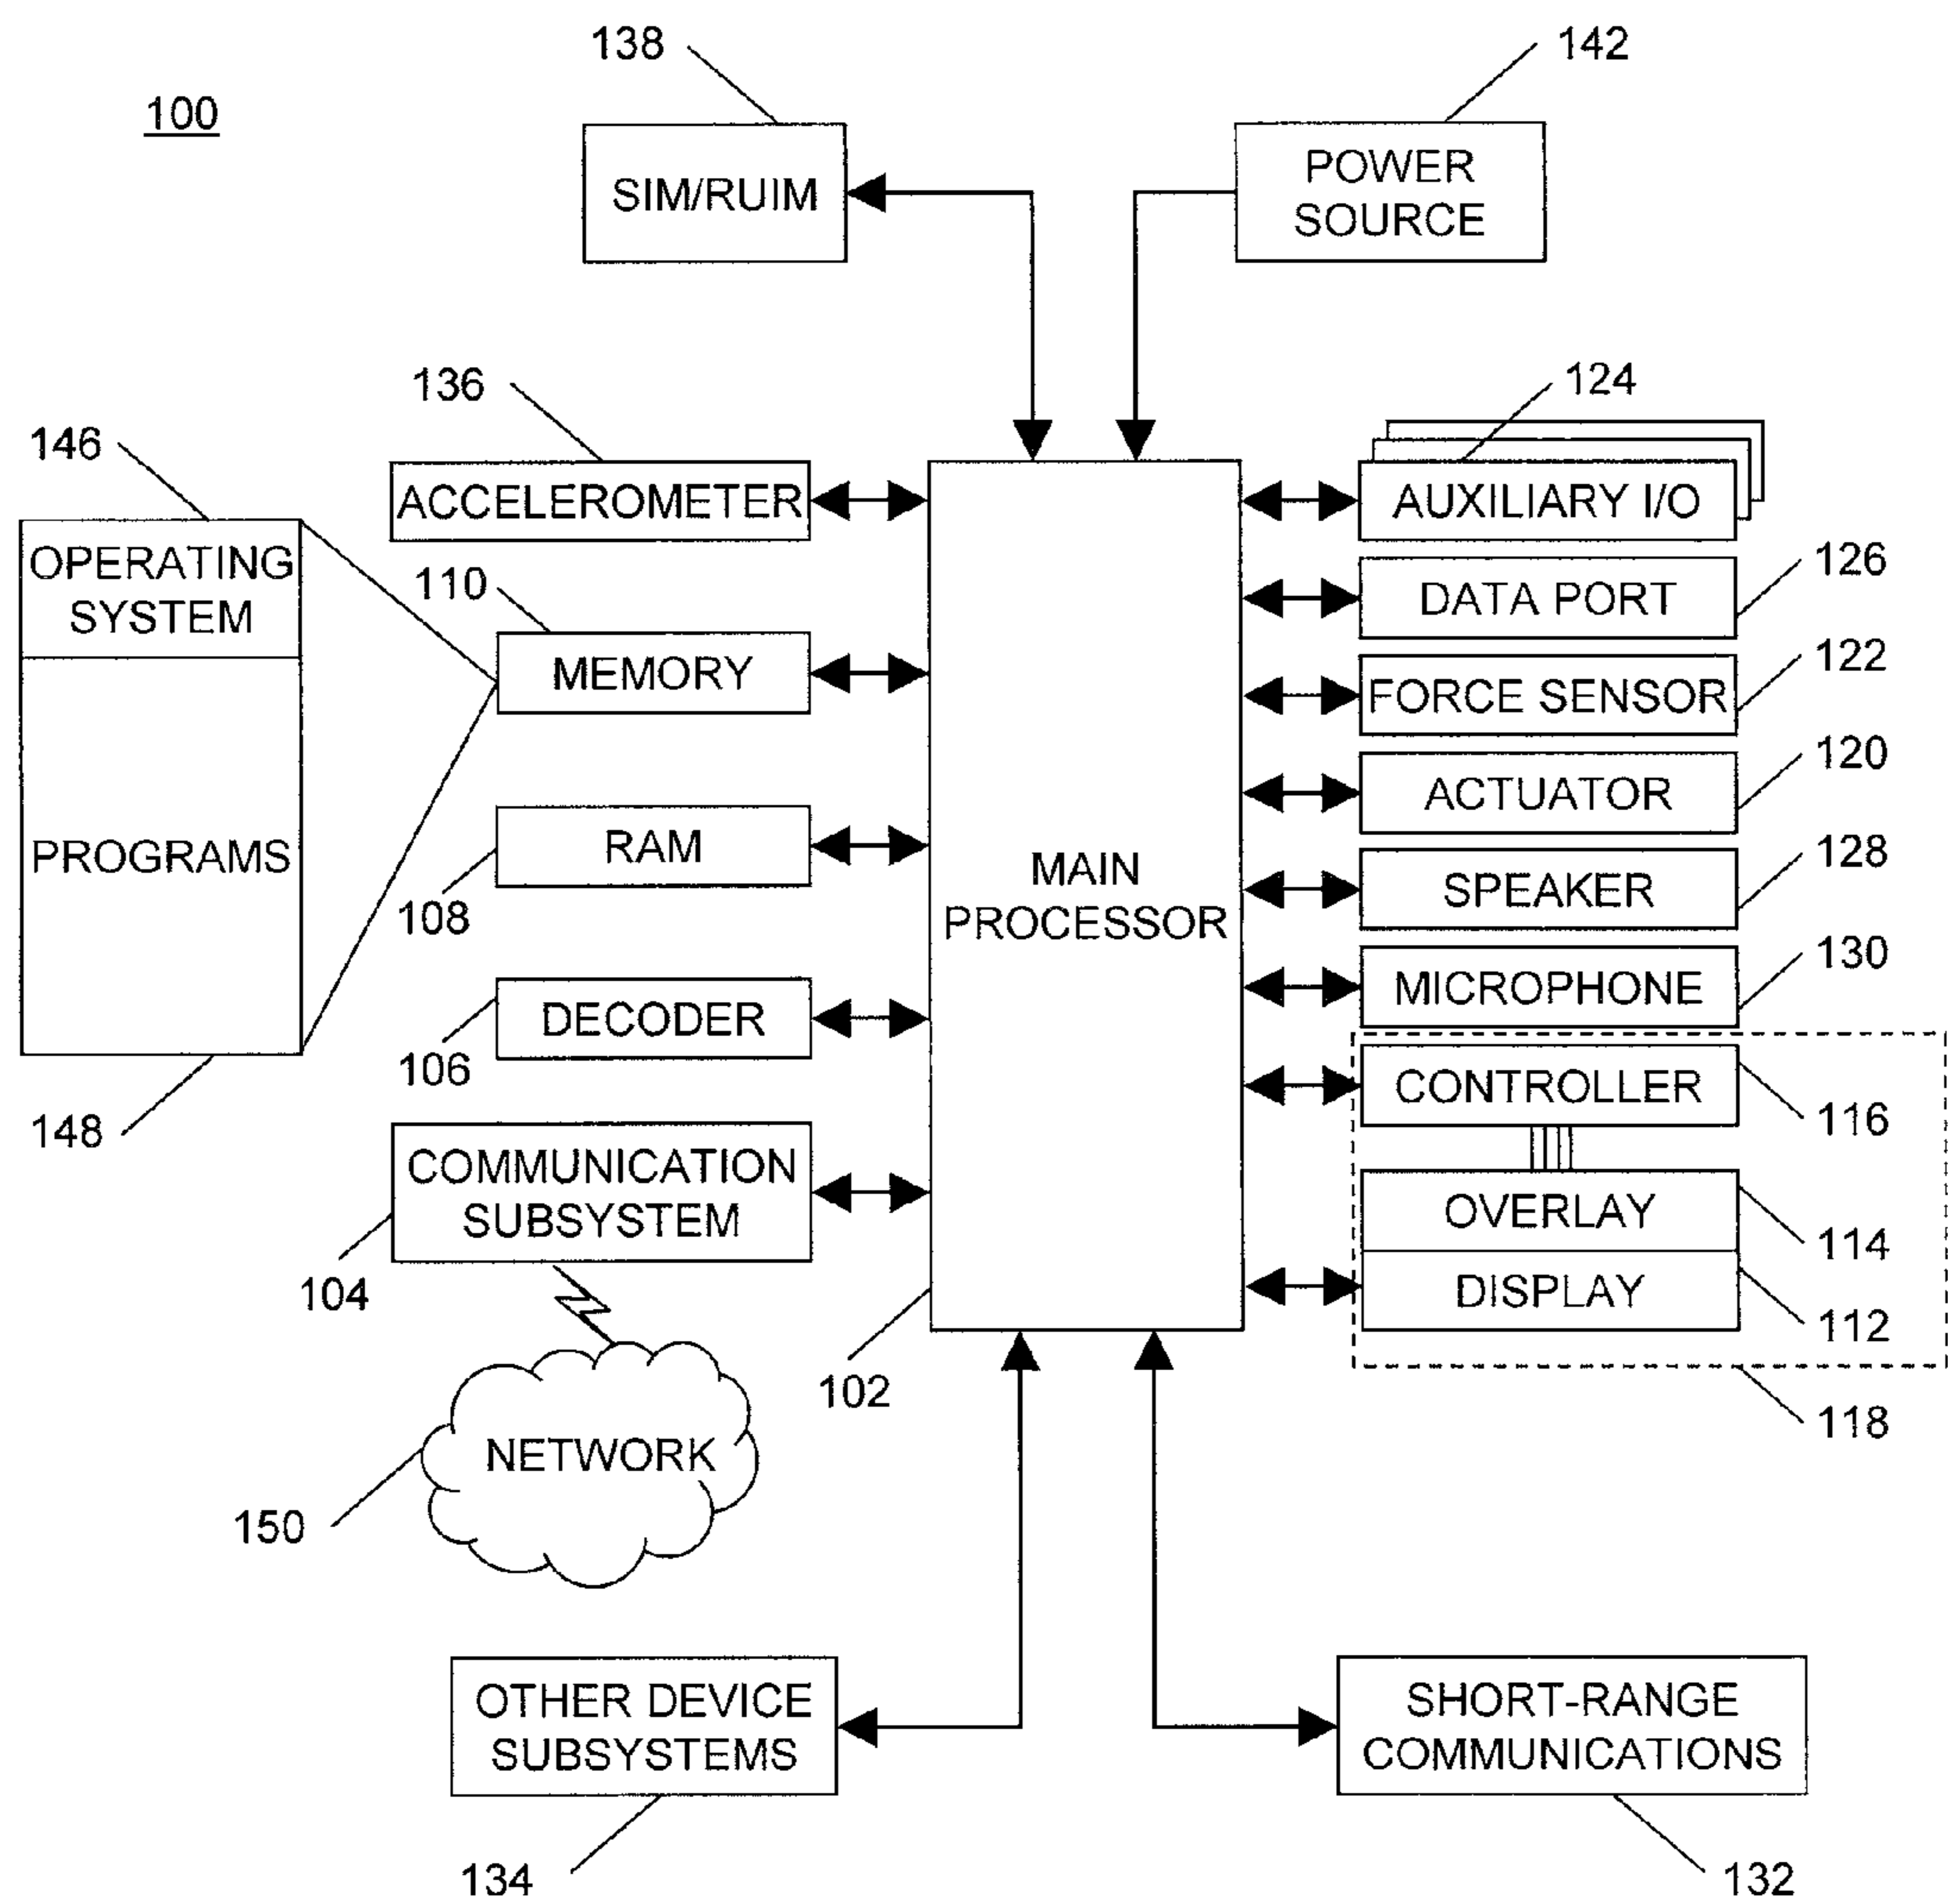 138
142
100
SIM/RUIM
POWER
SOURCE
136
124
146
ACCELEROMETER
AUXILIARY I/O
OPERATING
SYSTEM
110
126
DATA PORT
MEMORY
122
FORCE SENSOR
120
ACTUATOR
PROGRAMS
RAM
108
MAIN
PROCESSOR
128
SPEAKER
130
MICROPHONE
DECODER
106
CONTROLLER
116
148
COMMUNICATION
SUBSYSTEM
104
OVERLAY
114
DISPLAY
112
102
118
NETWORK
150
OTHER DEVICE
SUBSYSTEMS
SHORT-RANGE
COMMUNICATIONS
134
132